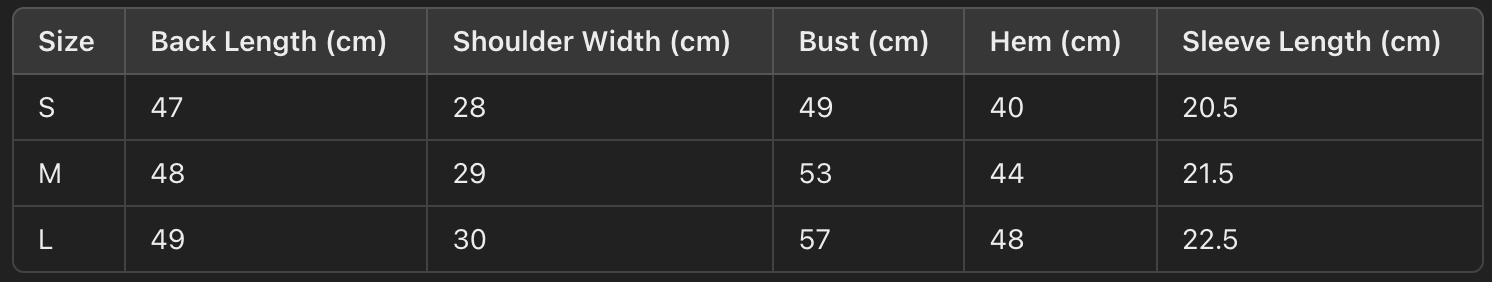 Size Back Length (cm) Shoulder Width (cm) Bust (cm) Hem (cm) Sleeve Length (cm)
S 47 28 49 40 20.5
M 48 29 53 44 21.5
L 49 30 57 48 22.5